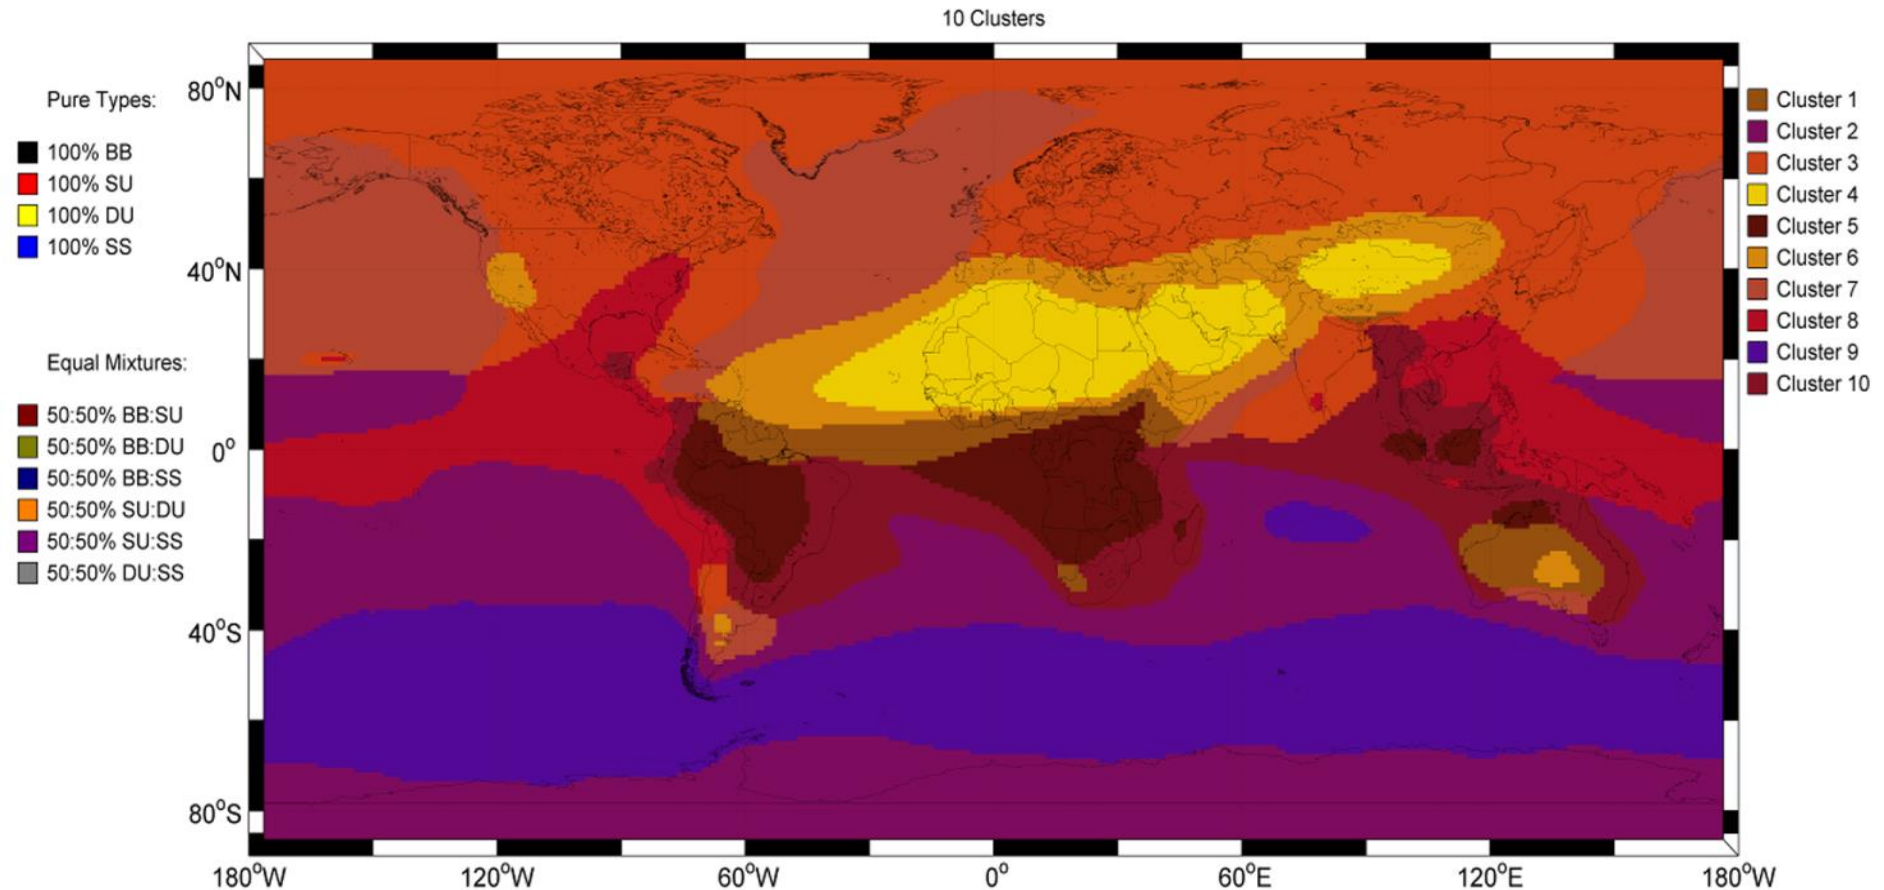 10 Clusters
Pure Types:
100% BB
100% SU
100% DU
100% SS
Equal Mixtures:
50:50% BB:SU
50:50% BB:DU
50:50% BB:SS
50:50% SU:DU
50:50% SU:SS
50:50% DU:SS
80°N
40°N
0°
40°S
80°S
180°W
120°W
60°W
0°
60°E
120°E
180°W
Cluster 1
Cluster 2
Cluster 3
Cluster 4
Cluster 5
Cluster 6
Cluster 7
Cluster 8
Cluster 9
Cluster 10